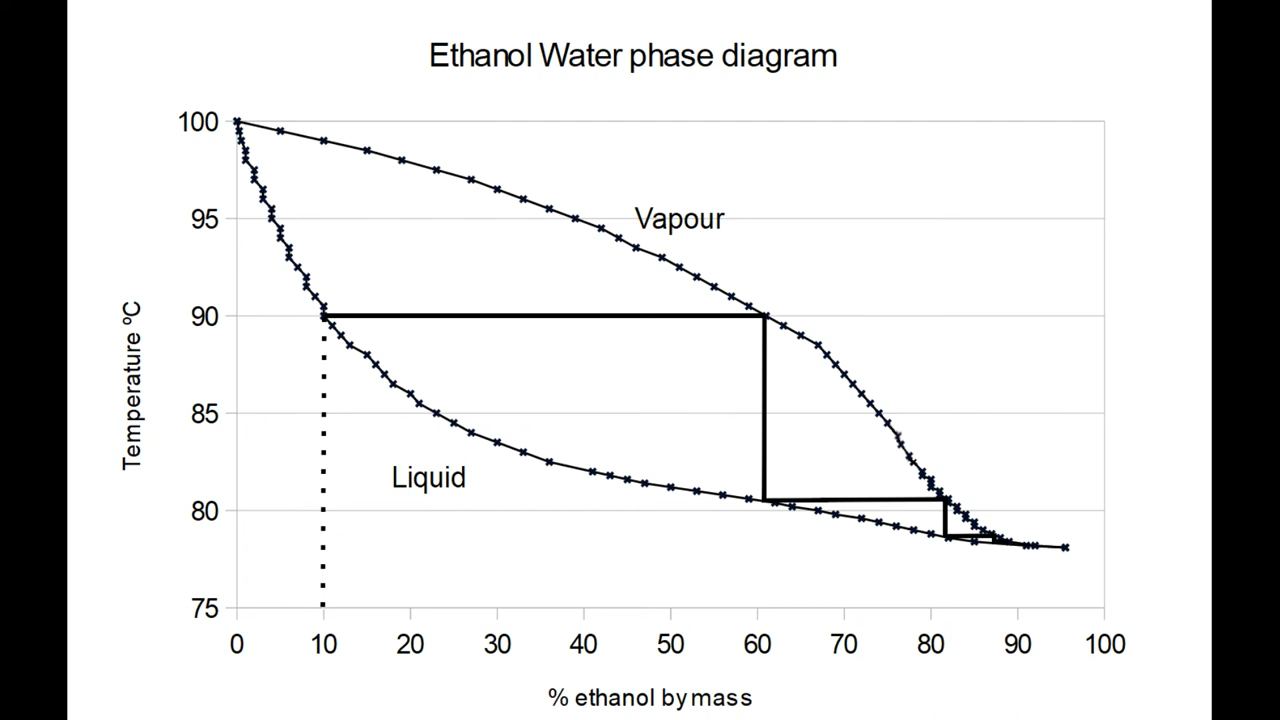 Ethanol Water phase diagram
100
95
90
85
80
75
Temperature ºC
Vapour
Liquid
0 10 20 30 40 50 60 70 80 90 100
% ethanol by mass